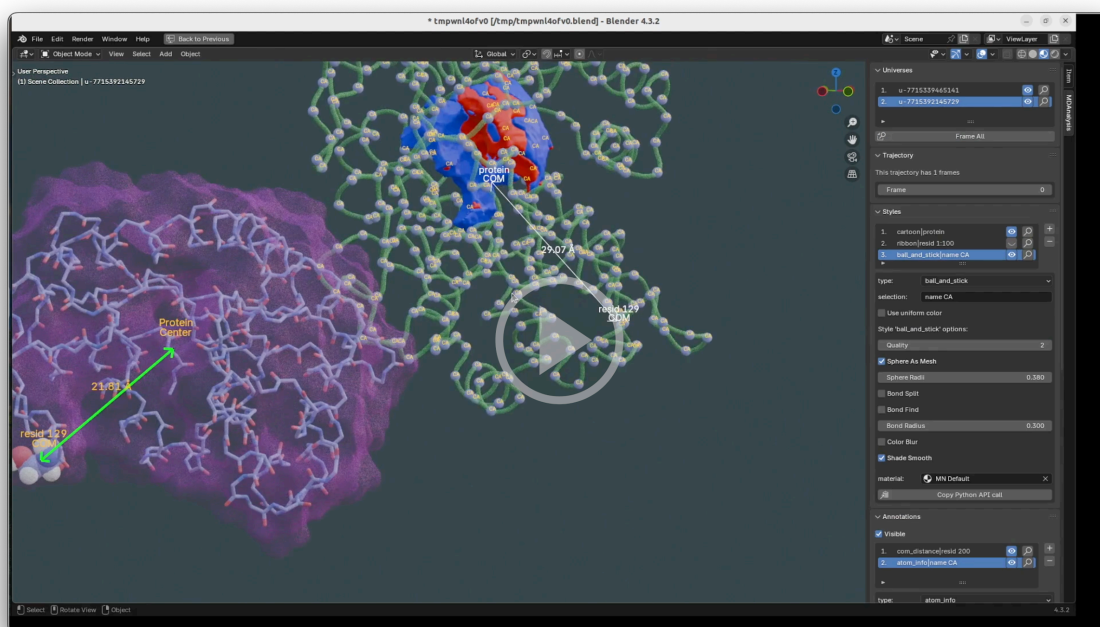 * tmpwnl4ofv0 [/tmp/tmpwnl4ofv0.blend] - Blender 4.3.2
File Edit Render Window Help Back to Previous
Scene ViewLayer
Object Mode View Select Add Object Global
User Perspective
(1) Scene Collection | u-7715392145729
Z
protein
COM
29.07 Å
resid 129
COM
Protein
Center
21.81 Å
resid 129
COM
CA
Item
MDAnalysis
Universes
1. u-7715339465141
2. u-7715392145729
Frame All
Trajectory
This trajectory has 1 frames
Frame 0
Styles
1. cartoon|protein
2. ribbon|resid 1:100
3. ball_and_stick|name CA
type: ball_and_stick
selection: name CA
Use uniform color
Style 'ball_and_stick' options:
Quality 2
Sphere As Mesh
Sphere Radii 0.380
Bond Split
Bond Find
Bond Radius 0.300
Color Blur
Shade Smooth
material: MN Default
Copy Python API call
Annotations
Visible
1. com_distance|resid 200
2. atom_info|name CA
type: atom_info
Select Rotate View Object
4.3.2